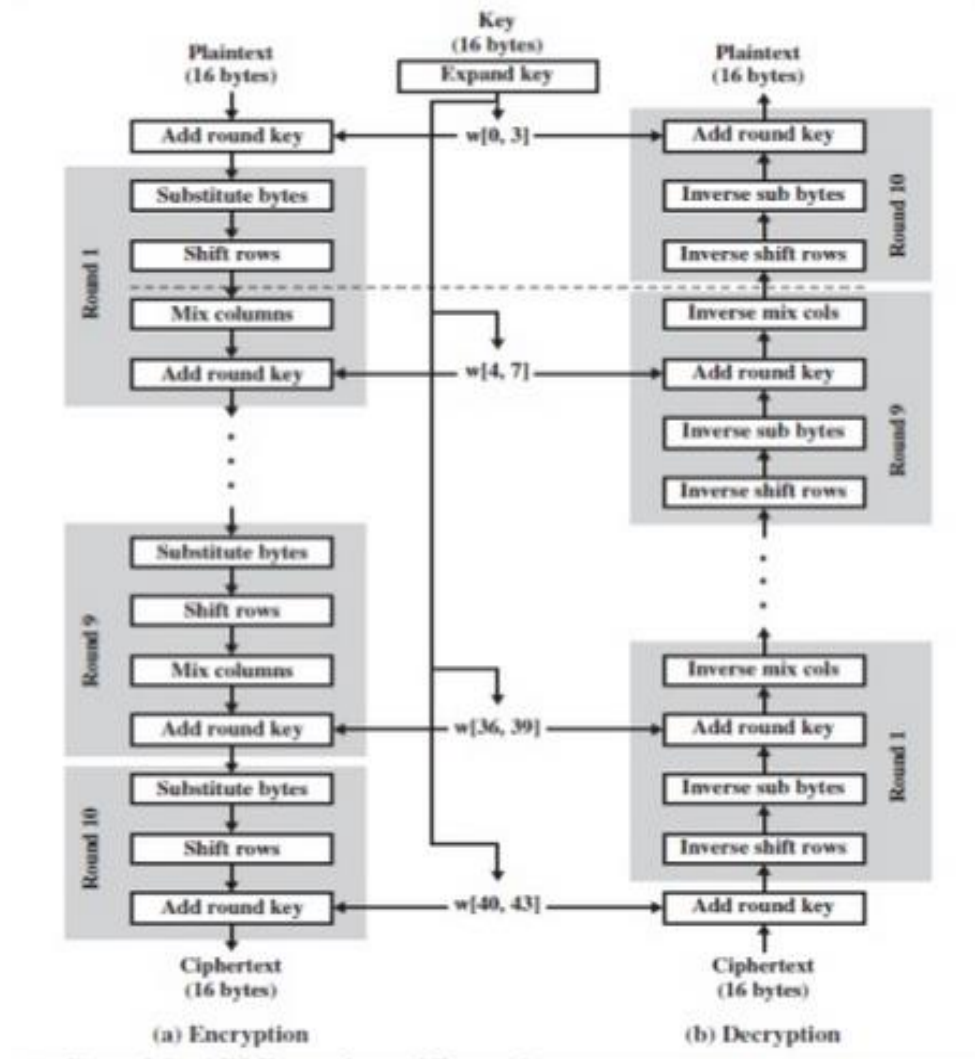 Key
(16 bytes)
Expand key
Plaintext
(16 bytes)
Add round key
Round 1
Substitute bytes
Shift rows
Mix columns
Add round key
Round 9
Substitute bytes
Shift rows
Mix columns
Add round key
Round 10
Substitute bytes
Shift rows
Add round key
Ciphertext
(16 bytes)
(a) Encryption
w[0, 3]
w[4, 7]
w[36, 39]
w[40, 43]
Plaintext
(16 bytes)
Add round key
Inverse sub bytes
Inverse shift rows
Round 10
Inverse mix cols
Add round key
Inverse sub bytes
Inverse shift rows
Round 9
Inverse mix cols
Add round key
Inverse sub bytes
Inverse shift rows
Round 1
Add round key
Ciphertext
(16 bytes)
(b) Decryption